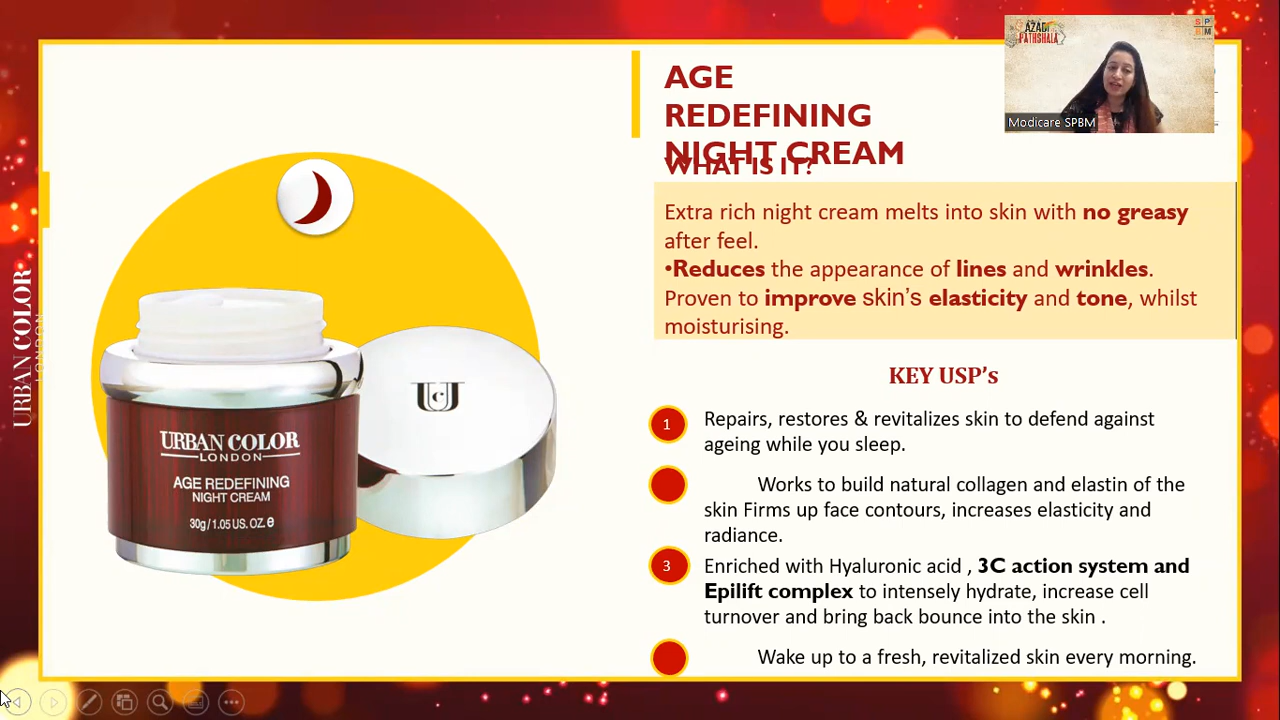 AGE
REDEFINING
NIGHT CREAM
WHAT IS IT?
Extra rich night cream melts into skin with no greasy
after feel.
•Reduces the appearance of lines and wrinkles.
Proven to improve skin's elasticity and tone, whilst
moisturising.
KEY USP's
1
Repairs, restores & revitalizes skin to defend against
ageing while you sleep.
Works to build natural collagen and elastin of the
skin Firms up face contours, increases elasticity and
radiance.
3
Enriched with Hyaluronic acid , 3C action system and
Epilift complex to intensely hydrate, increase cell
turnover and bring back bounce into the skin .
Wake up to a fresh, revitalized skin every morning.
URBAN COLOR
LONDON
UCU
URBAN COLOR
LONDON
AGE REDEFINING
NIGHT CREAM
30g/1.05 US. OZ. e
AZADI
PATHSHALA
S P
B M
Modicare SPBM